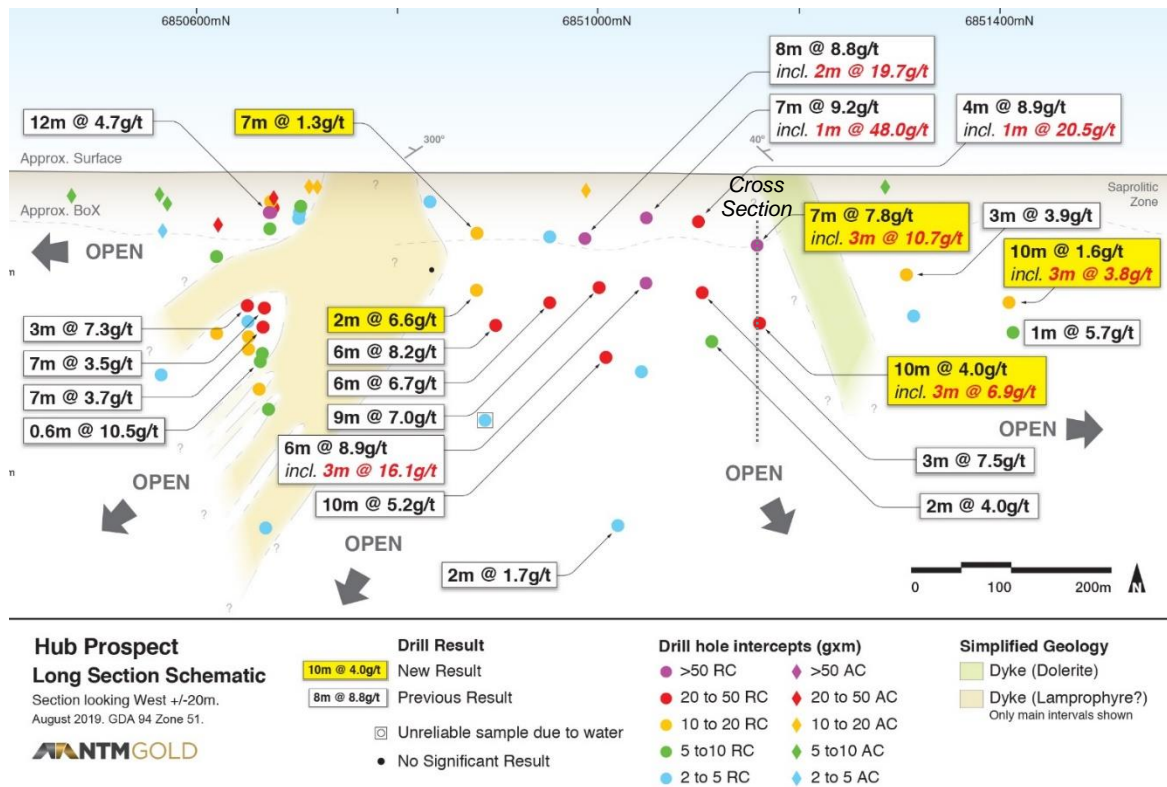 6850600mN
6851000mN
6851400mN
8m @ 8.8g/t
incl. 2m @ 19.7g/t
12m @ 4.7g/t
7m @ 1.3g/t
7m @ 9.2g/t
incl. 1m @ 48.0g/t
4m @ 8.9g/t
incl. 1m @ 20.5g/t
300°
40°
Approx. Surface
Approx. BoX
Saprolitic
Zone
Cross
Section
7m @ 7.8g/t
incl. 3m @ 10.7g/t
3m @ 3.9g/t
10m @ 1.6g/t
incl. 3m @ 3.8g/t
1m @ 5.7g/t
OPEN
3m @ 7.3g/t
7m @ 3.5g/t
7m @ 3.7g/t
0.6m @ 10.5g/t
2m @ 6.6g/t
6m @ 8.2g/t
6m @ 6.7g/t
9m @ 7.0g/t
6m @ 8.9g/t
incl. 3m @ 16.1g/t
10m @ 5.2g/t
10m @ 4.0g/t
incl. 3m @ 6.9g/t
OPEN
3m @ 7.5g/t
2m @ 4.0g/t
OPEN
OPEN
OPEN
2m @ 1.7g/t
0
100
200m
N
? ? ? ? ? ? ? ? ? ? ? ? ?
m
m
Hub Prospect
Long Section Schematic
Section looking West +/-20m.
August 2019. GDA 94 Zone 51.
NTMGOLD
Drill Result
10m @ 4.0g/t New Result
8m @ 8.8g/t Previous Result
Unreliable sample due to water
No Significant Result
Drill hole intercepts (gxm)
>50 RC >50 AC
20 to 50 RC 20 to 50 AC
10 to 20 RC 10 to 20 AC
5 to10 RC 5 to10 AC
2 to 5 RC 2 to 5 AC
Simplified Geology
Dyke (Dolerite)
Dyke (Lamprophyre?)
Only main intervals shown